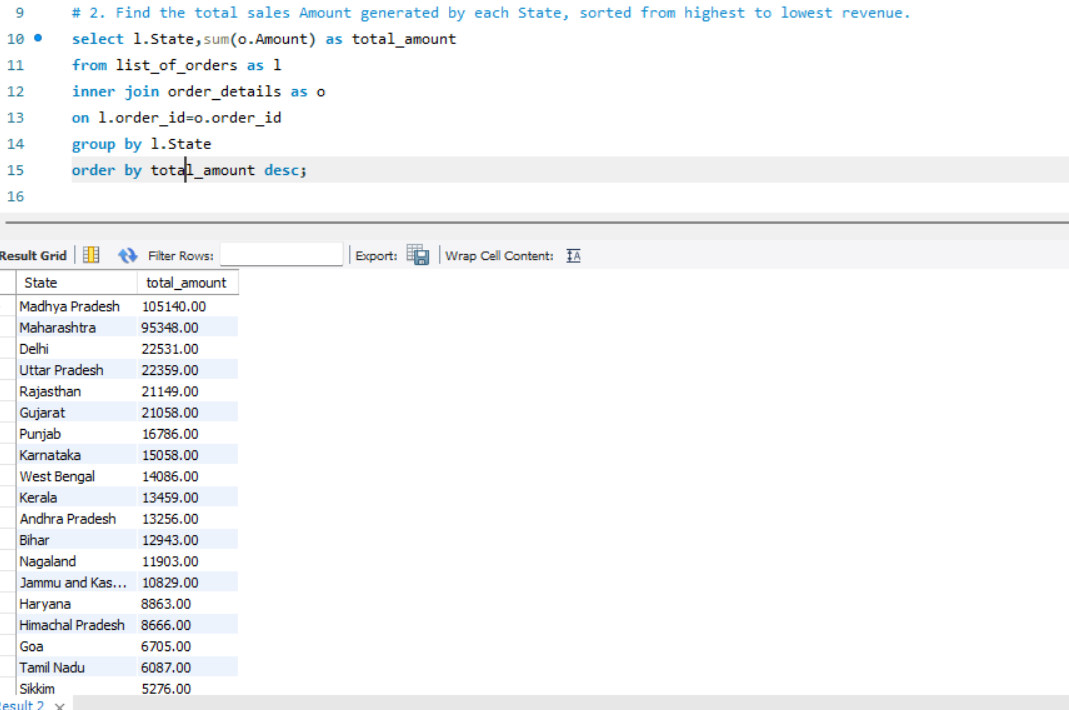 9 # 2. Find the total sales Amount generated by each State, sorted from highest to lowest revenue.
10 select l.State,sum(o.Amount) as total_amount
11 from list_of_orders as l
12 inner join order_details as o
13 on l.order_id=o.order_id
14 group by l.State
15 order by total_amount desc;
16
Result Grid Filter Rows: Export: Wrap Cell Content: IA
State total_amount
Madhya Pradesh 105140.00
Maharashtra 95348.00
Delhi 22531.00
Uttar Pradesh 22359.00
Rajasthan 21149.00
Gujarat 21058.00
Punjab 16786.00
Karnataka 15058.00
West Bengal 14086.00
Kerala 13459.00
Andhra Pradesh 13256.00
Bihar 12943.00
Nagaland 11903.00
Jammu and Kas... 10829.00
Haryana 8863.00
Himachal Pradesh 8666.00
Goa 6705.00
Tamil Nadu 6087.00
Sikkim 5276.00
Result 2 ×